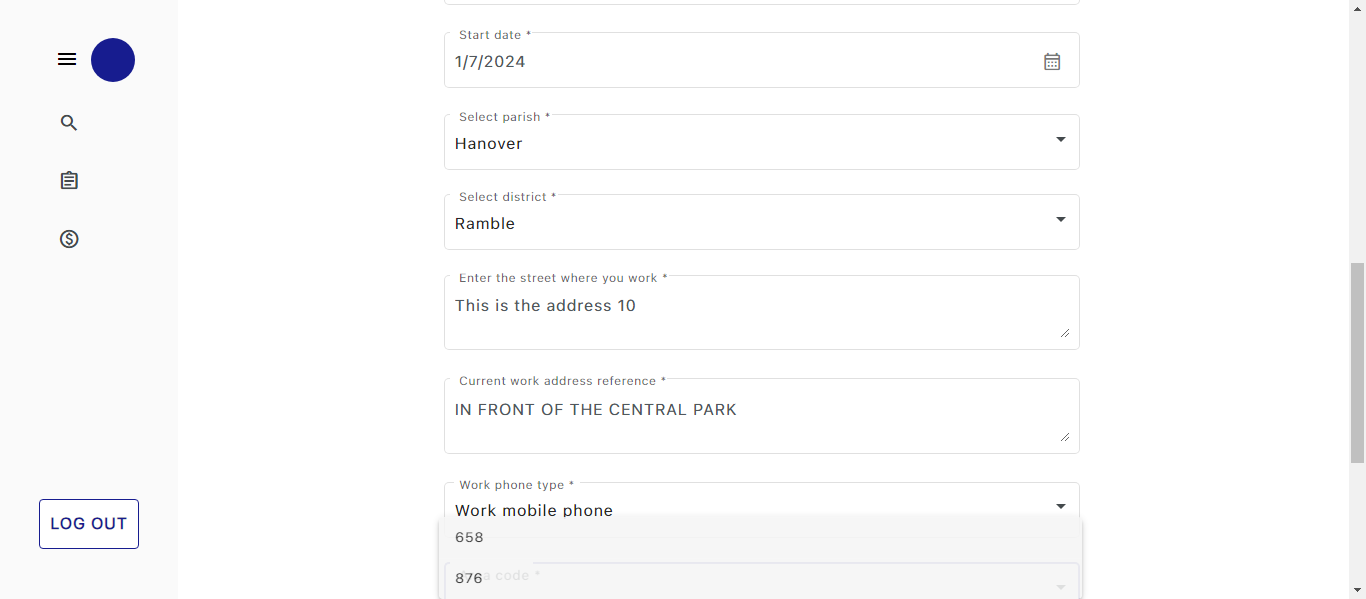 Start date *
1/7/2024
Select parish *
Hanover
Select district *
Ramble
Enter the street where you work *
This is the address 10
Current work address reference *
IN FRONT OF THE CENTRAL PARK
Work phone type *
Work mobile phone
658
876
code *
LOG OUT